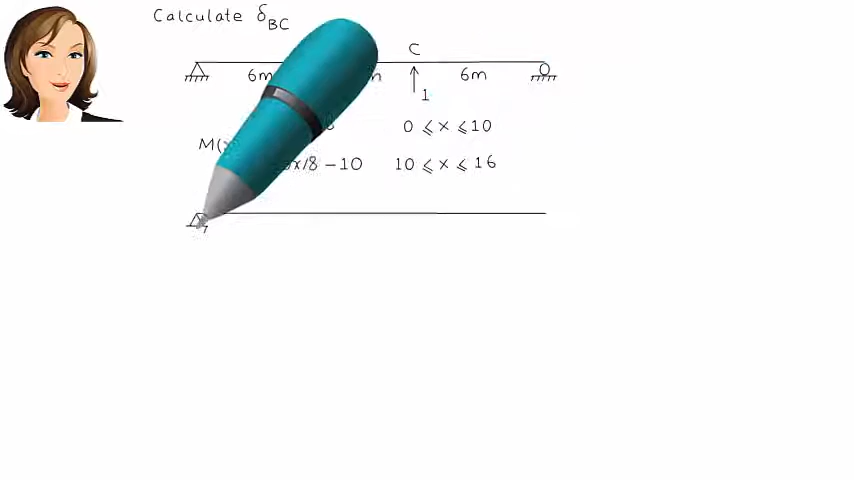 Calculate δBC
C
6m 6m
1
0 ⩽ x ⩽ 10
M(
x/8 – 10 10 ⩽ x ⩽ 16